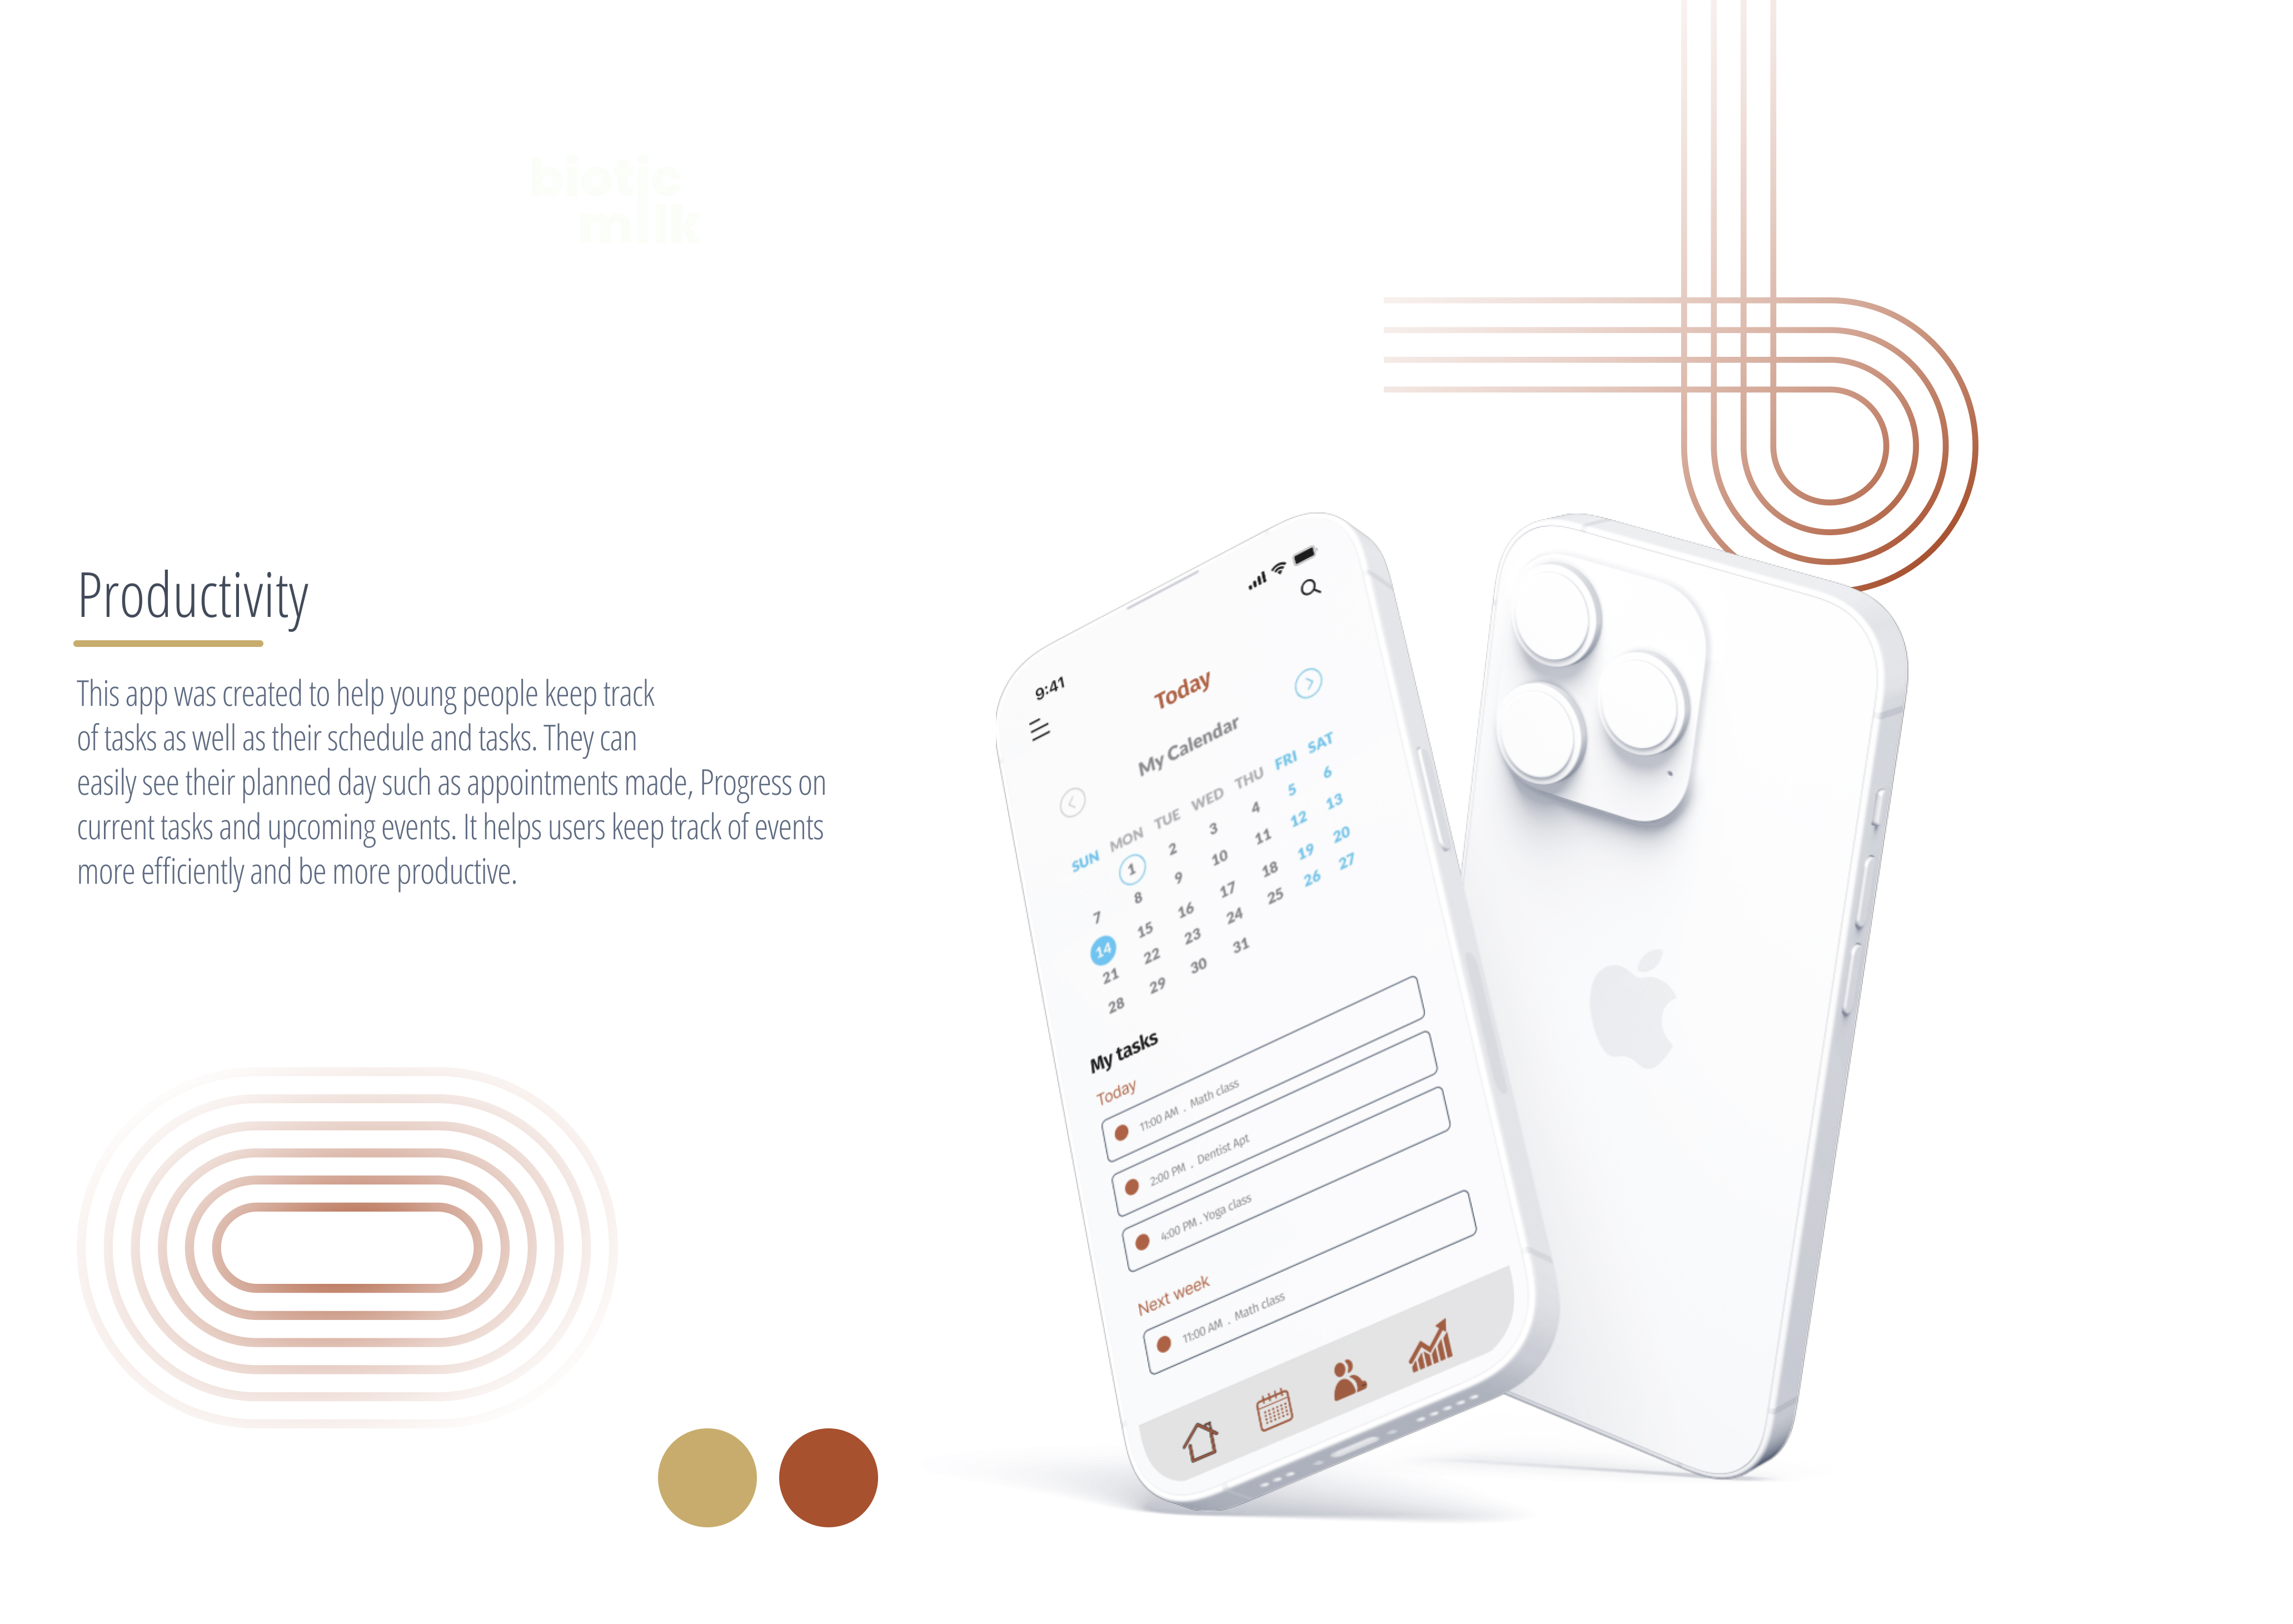 biotic
milk
Productivity
This app was created to help young people keep track
of tasks as well as their schedule and tasks. They can
easily see their planned day such as appointments made, Progress on
current tasks and upcoming events. It helps users keep track of events
more efficiently and be more productive.
9:41
Today
My Calendar
SUN MON TUE WED THU FRI SAT
1 2 3 4 5 6
7 8 9 10 11 12 13
14 15 16 17 18 19 20
21 22 23 24 25 26 27
28 29 30 31
My tasks
Today
11:00 AM . Math class
2:00 PM . Dentist Apt
4:00 PM . Yoga class
Next week
11:00 AM . Math class